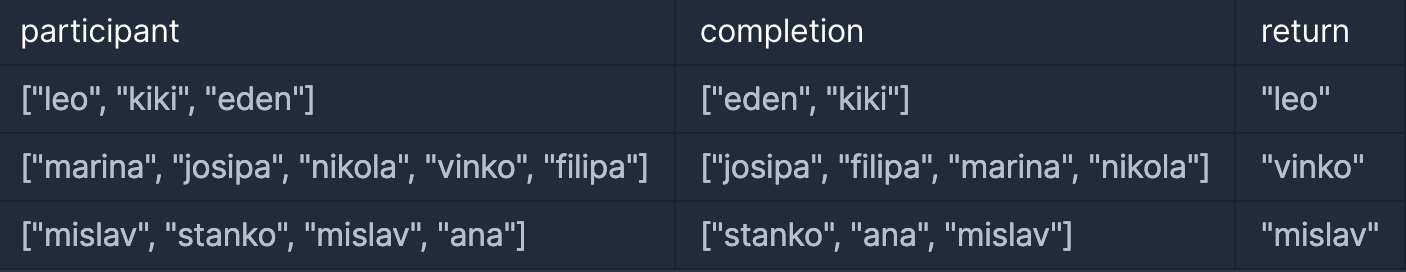 participant completion return
["leo", "kiki", "eden"] ["eden", "kiki"] "leo"
["marina", "josipa", "nikola", "vinko", "filipa"] ["josipa", "filipa", "marina", "nikola"] "vinko"
["mislav", "stanko", "mislav", "ana"] ["stanko", "ana", "mislav"] "mislav"